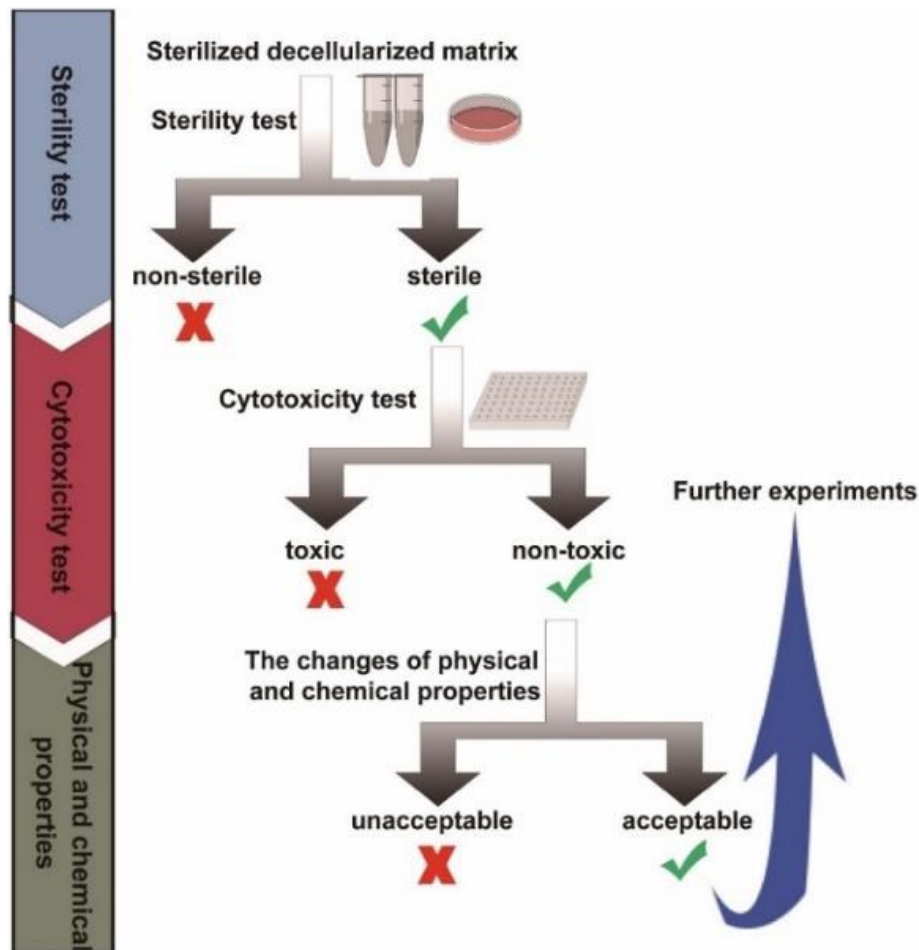 Sterility test
Cytotoxicity test
Physical and chemical
properties
Sterilized decellularized matrix
Sterility test
non-sterile
sterile
Cytotoxicity test
toxic
non-toxic
Further experiments
The changes of physical
and chemical properties
unacceptable
acceptable